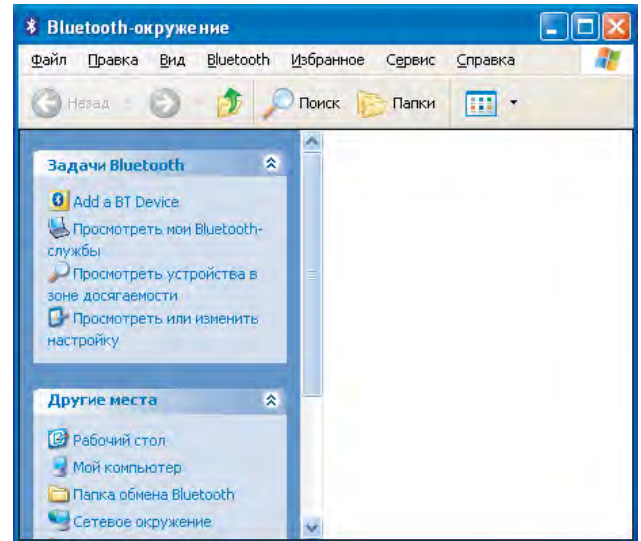 Bluetooth-окружение
Файл Правка Вид Bluetooth Избранное Сервис Справка
Назад Поиск Папки
Задачи Bluetooth
Add a BT Device
Просмотреть мои Bluetooth-
службы
Просмотреть устройства в
зоне досягаемости
Просмотреть или изменить
настройку
Другие места
Рабочий стол
Мой компьютер
Папка обмена Bluetooth
Сетевое окружение